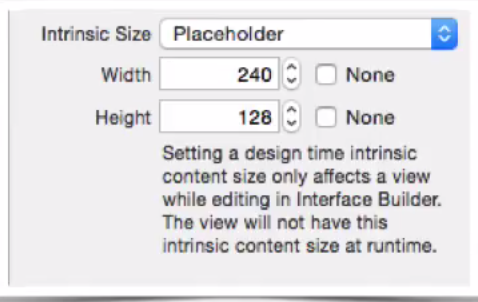 Intrinsic Size Placeholder
Width 240 None
Height 128 None
Setting a design time intrinsic
content size only affects a view
while editing in Interface Builder.
The view will not have this
intrinsic content size at runtime.